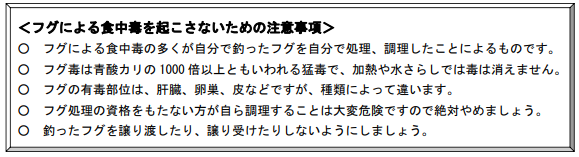 ＜フグによる食中毒を起こさないための注意事項＞
○　フグによる食中毒の多くが自分で釣ったフグを自分で処理、調理したことによるものです。
○　フグ毒は青酸カリの1000倍以上ともいわれる猛毒で、加熱や水さらしでは毒は消えません。
○　フグの有毒部位は、肝臓、卵巣、皮などですが、種類によって違います。
○　フグ処理の資格をもたない方が自ら調理することは大変危険ですので絶対やめましょう。
○　釣ったフグを譲り渡したり、譲り受けたりしないようにしましょう。